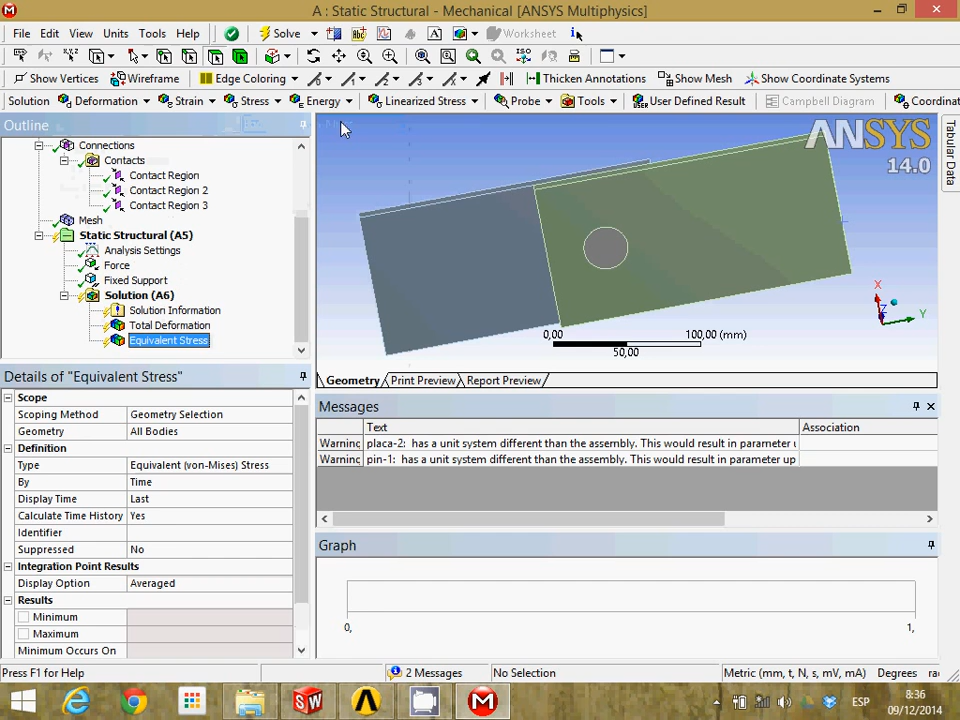 A : Static Structural - Mechanical [ANSYS Multiphysics]
File Edit View Units Tools Help Solve Worksheet
Show Vertices Wireframe Edge Coloring Thicken Annotations Show Mesh Show Coordinate Systems
Solution Deformation Strain Stress Energy Linearized Stress Probe Tools User Defined Result Campbell Diagram Coordinat
Outline
Connections
Contacts
Contact Region
Contact Region 2
Contact Region 3
Mesh
Static Structural (A5)
Analysis Settings
Force
Fixed Support
Solution (A6)
Solution Information
Total Deformation
Equivalent Stress
ANSYS
14.0
X
Y
Z
0,00 100,00 (mm)
50,00
Tabular Data
Geometry Print Preview Report Preview
Details of "Equivalent Stress"
Scope
Scoping Method Geometry Selection
Geometry All Bodies
Definition
Type Equivalent (von-Mises) Stress
By Time
Display Time Last
Calculate Time History Yes
Identifier
Suppressed No
Integration Point Results
Display Option Averaged
Results
Minimum
Maximum
Minimum Occurs On
Messages
Text Association
Warninc placa-2: has a unit system different than the assembly. This would result in parameter u
Warninc pin-1: has a unit system different than the assembly. This would result in parameter up
Graph
0, 1,
Press F1 for Help 2 Messages No Selection Metric (mm, t, N, s, mV, mA) Degrees ra
ESP
8:36
09/12/2014